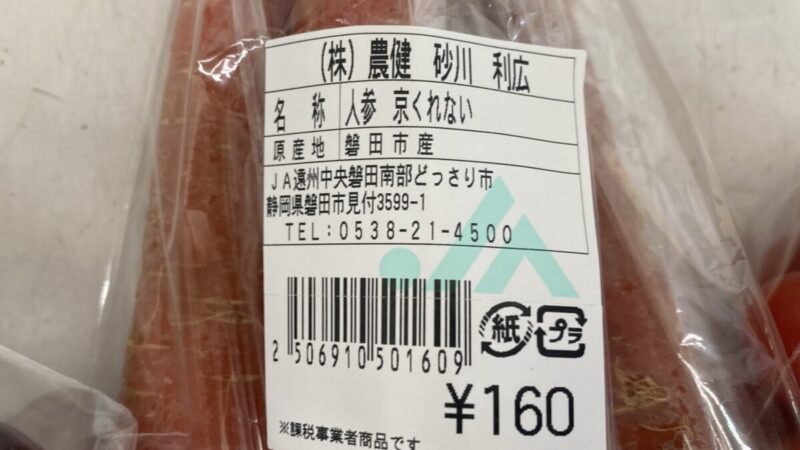 (株)農健 砂川 利広
名 称 人参 京くれない
原産地 磐田市産
JA遠州中央磐田南部どっさり市
静岡県磐田市見付3599-1
TEL:0538-21-4500
JA
2 506910 501609
紙 プラ
¥160
※課税事業者商品です